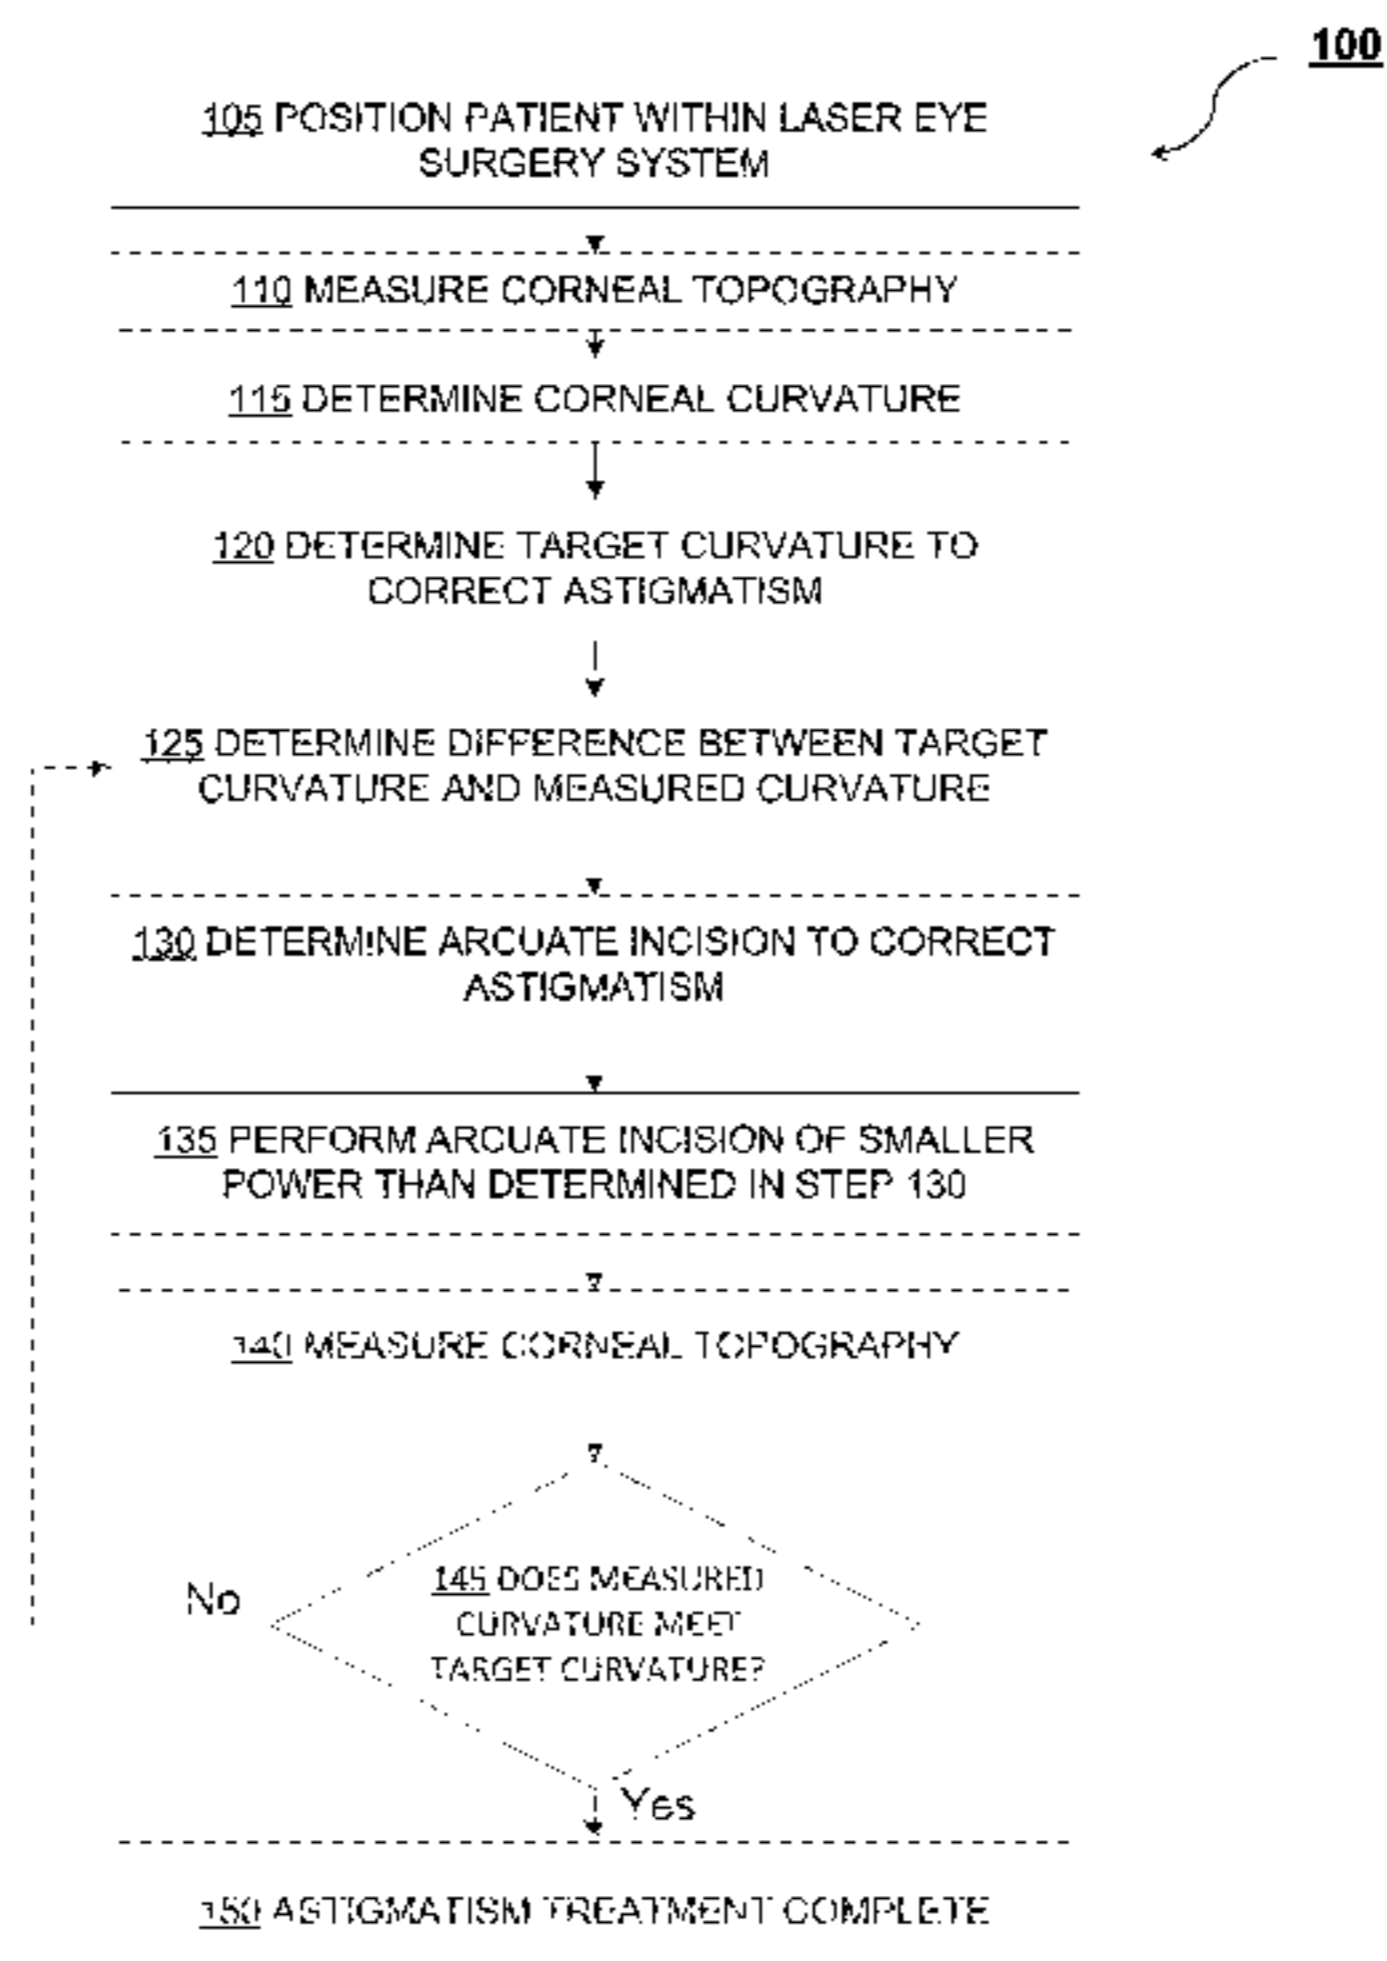 100
105 POSITION PATIENT WITHIN LASER EYE
SURGERY SYSTEM
110 MEASURE CORNEAL TOPOGRAPHY
115 DETERMINE CORNEAL CURVATURE
120 DETERMINE TARGET CURVATURE TO
CORRECT ASTIGMATISM
125 DETERMINE DIFFERENCE BETWEEN TARGET
CURVATURE AND MEASURED CURVATURE
130 DETERMINE ARCUATE INCISION TO CORRECT
ASTIGMATISM
135 PERFORM ARCUATE INCISION OF SMALLER
POWER THAN DETERMINED IN STEP 130
140 MEASURE CORNEAL TOPOGRAPHY
145 DOES MEASURED
CURVATURE MEET
TARGET CURVATURE?
No
Yes
150 ASTIGMATISM TREATMENT COMPLETE